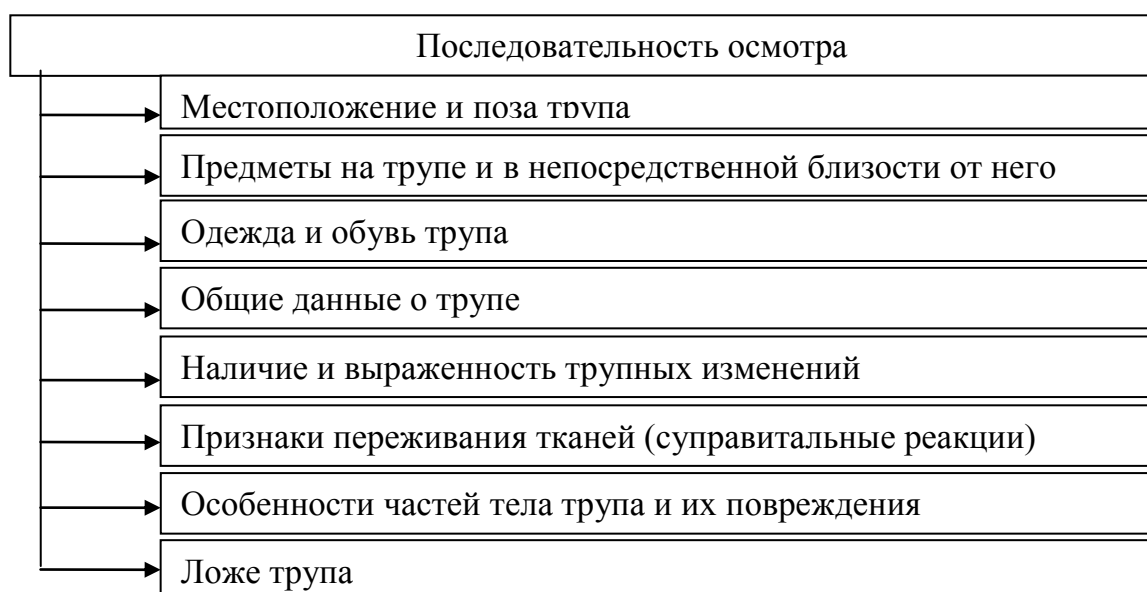 Последовательность осмотра
Местоположение и поза трупа
Предметы на трупе и в непосредственной близости от него
Одежда и обувь трупа
Общие данные о трупе
Наличие и выраженность трупных изменений
Признаки переживания тканей (суправитальные реакции)
Особенности частей тела трупа и их повреждения
Ложе трупа